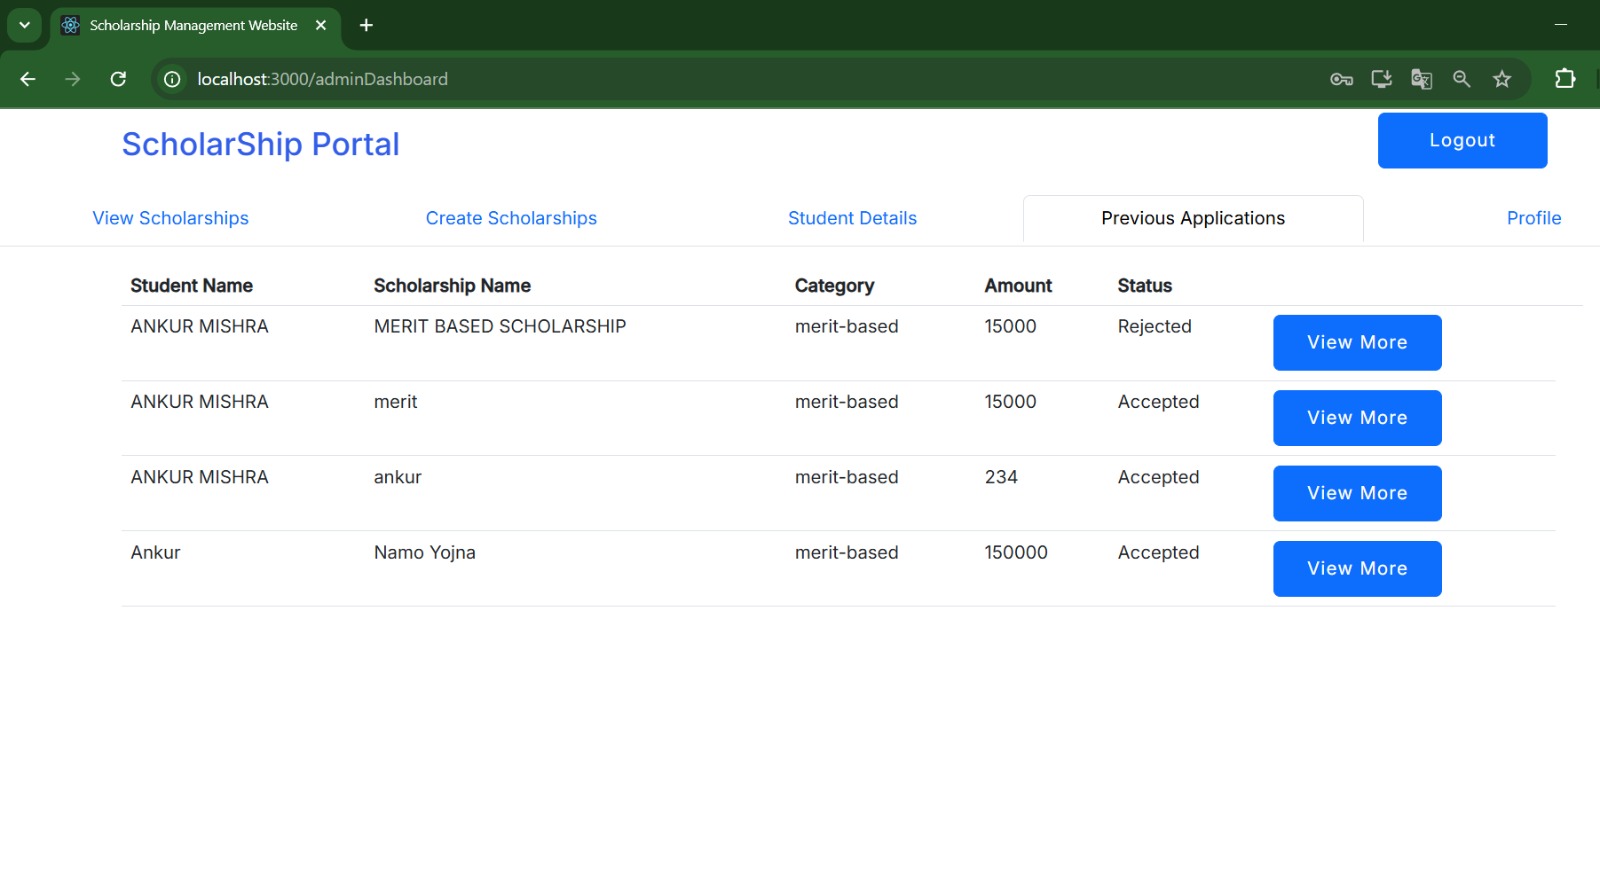 Scholarship Management Website
localhost:3000/adminDashboard
ScholarShip Portal
Logout
View Scholarships Create Scholarships Student Details Previous Applications Profile
Student Name Scholarship Name Category Amount Status
ANKUR MISHRA MERIT BASED SCHOLARSHIP merit-based 15000 Rejected View More
ANKUR MISHRA merit merit-based 15000 Accepted View More
ANKUR MISHRA ankur merit-based 234 Accepted View More
Ankur Namo Yojna merit-based 150000 Accepted View More